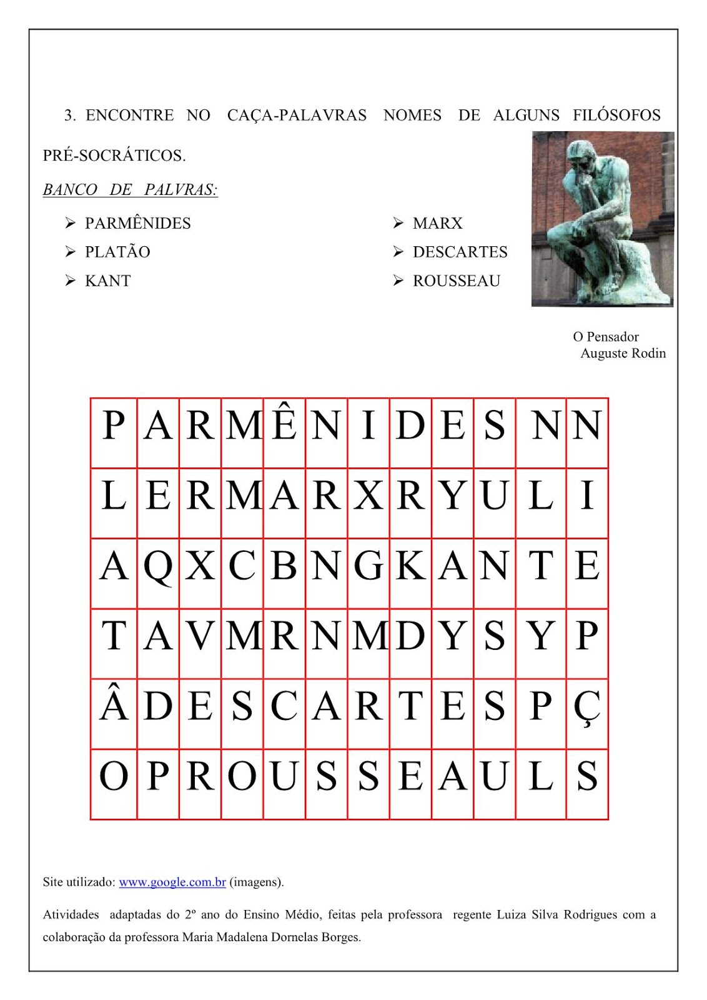 3. ENCONTRE NO CAÇA-PALAVRAS NOMES DE ALGUNS FILÓSOFOS
PRÉ-SOCRÁTICOS.
BANCO DE PALVRAS:
➢ PARMÊNIDES
➢ PLATÃO
➢ KANT
➢ MARX
➢ DESCARTES
➢ ROUSSEAU
O Pensador
Auguste Rodin
P A R M Ê N I D E S N N
L E R M A R X R Y U L I
A Q X C B N G K A N T E
T A V M R N M D Y S Y P
Â D E S C A R T E S P Ç
O P R O U S S E A U L S
Site utilizado: www.google.com.br (imagens).
Atividades adaptadas do 2º ano do Ensino Médio, feitas pela professora regente Luiza Silva Rodrigues com a
colaboração da professora Maria Madalena Dornelas Borges.